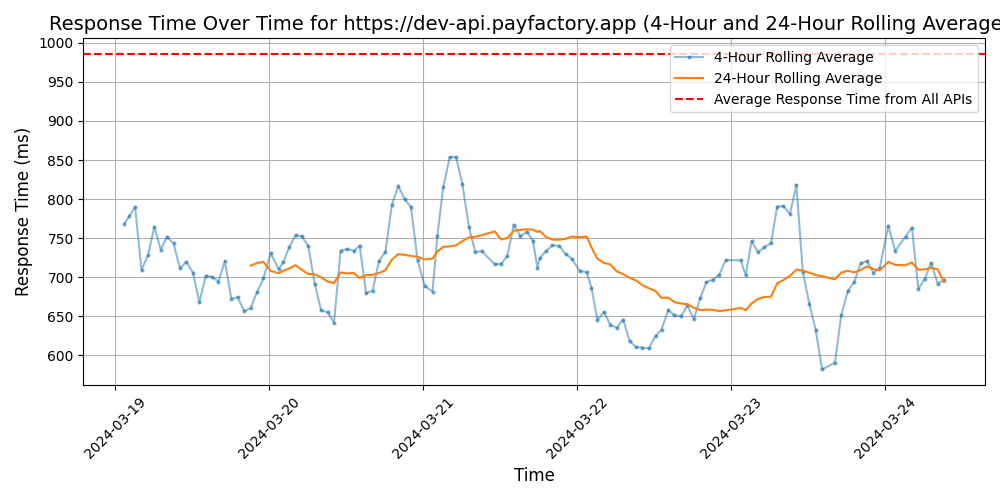 Response Time Over Time for https://dev-api.payfactory.app (4-Hour and 24-Hour Rolling Average
4-Hour Rolling Average
24-Hour Rolling Average
Average Response Time from All APIs
Response Time (ms)
1000
950
900
850
800
750
700
650
600
2024-03-19
2024-03-20
2024-03-21
2024-03-22
2024-03-23
2024-03-24
Time